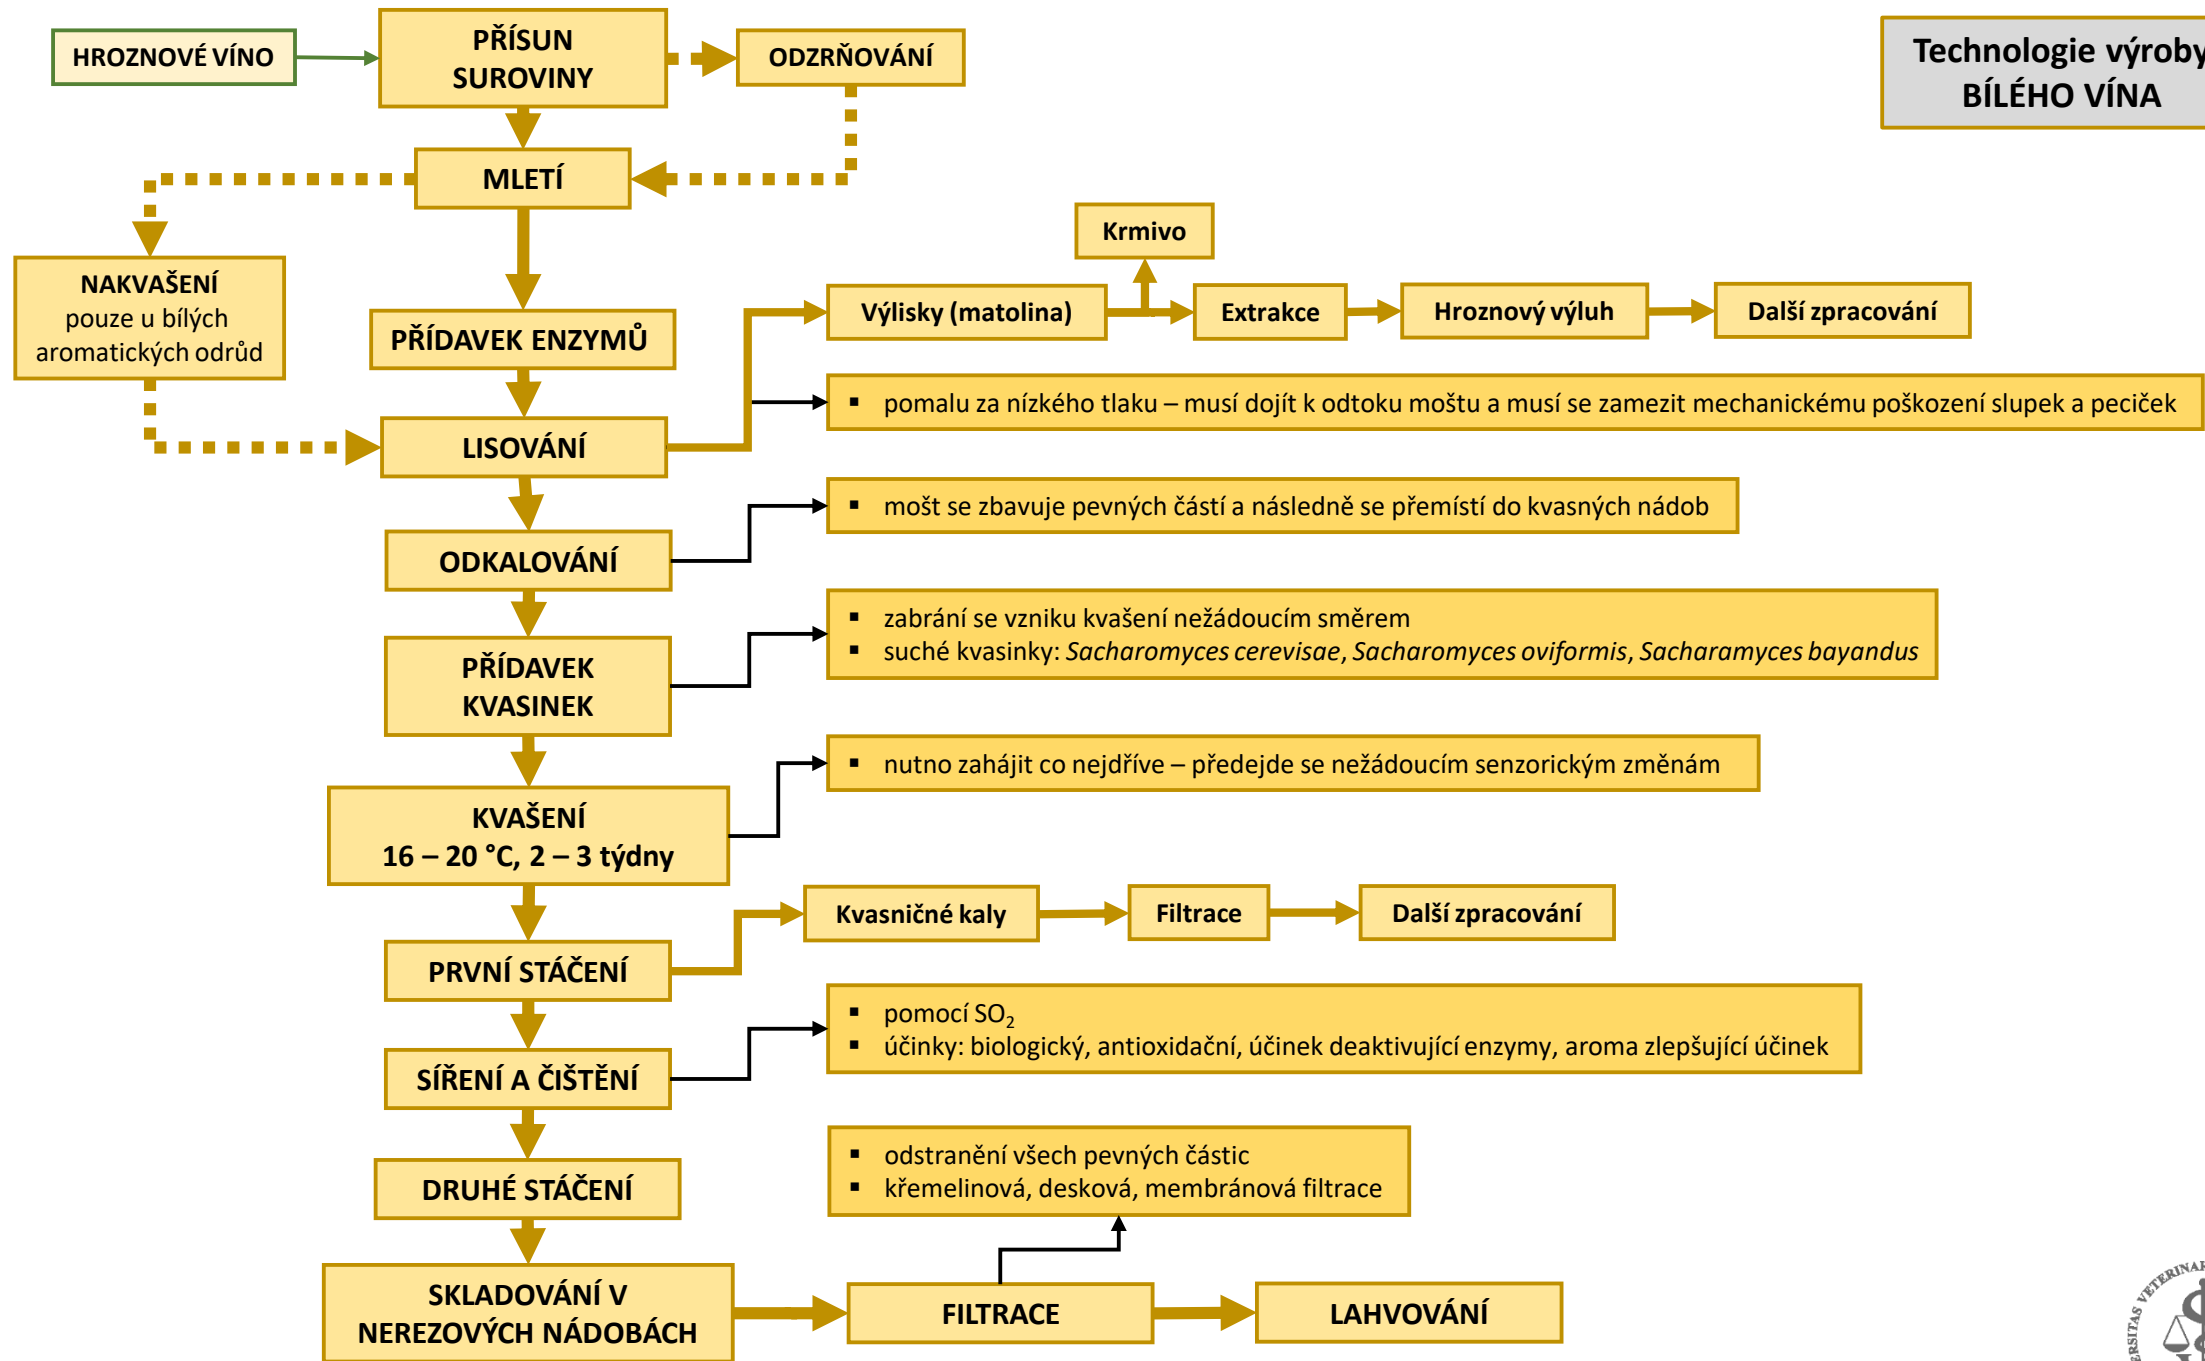 HROZNOVÉ VÍNO
PŘÍSUN
SUROVINY
ODZRŇOVÁNÍ
Technologie výroby
BÍLÉHO VÍNA
MLETÍ
NAKVAŠENÍ
pouze u bílých
aromatických odrůd
PŘÍDAVEK ENZYMŮ
Krmivo
Výlisky (matolina)
Extrakce
Hroznový výluh
Další zpracování
▪ pomalu za nízkého tlaku – musí dojít k odtoku moštu a musí se zamezit mechanickému poškození slupek a peciček
LISOVÁNÍ
▪ mošt se zbavuje pevných částí a následně se přemístí do kvasných nádob
ODKALOVÁNÍ
▪ zabrání se vzniku kvašení nežádoucím směrem
▪ suché kvasinky: Sacharomyces cerevisae, Sacharomyces oviformis, Sacharamyces bayandus
PŘÍDAVEK
KVASINEK
▪ nutno zahájit co nejdříve – předejde se nežádoucím senzorickým změnám
KVAŠENÍ
16 – 20 °C, 2 – 3 týdny
Kvasničné kaly
Filtrace
Další zpracování
PRVNÍ STÁČENÍ
▪ pomocí SO₂
▪ účinky: biologický, antioxidační, účinek deaktivující enzymy, aroma zlepšující účinek
SÍŘENÍ A ČIŠTĚNÍ
▪ odstranění všech pevných částic
▪ křemelinová, desková, membránová filtrace
DRUHÉ STÁČENÍ
SKLADOVÁNÍ V
NEREZOVÝCH NÁDOBÁCH
FILTRACE
LAHVOVÁNÍ